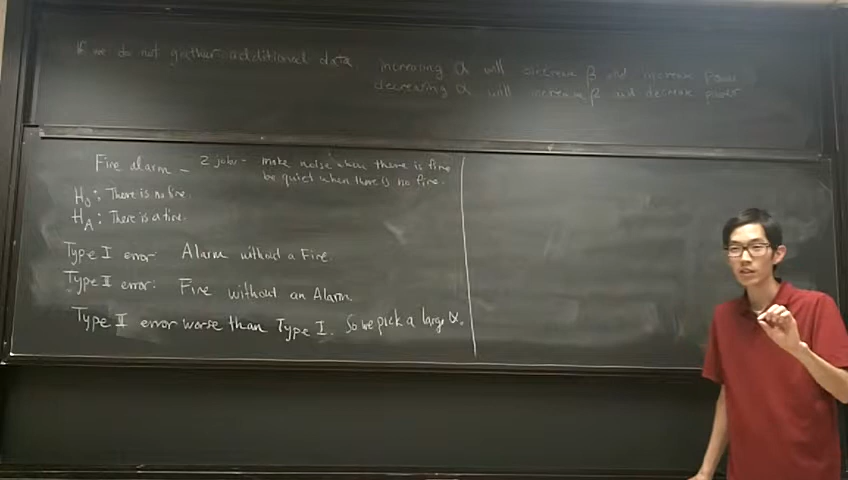 If we do not gather additional data, increasing α will decrease β and increase power
decreasing α will increase β and decrease power
Fire alarm - 2 jobs - make noise when there is fire
be quiet when there is no fire.
H₀: There is no fire.
H_A: There is a fire.
Type I error: Alarm without a Fire
Type II error: Fire without an Alarm.
Type II error worse than Type I. So we pick a large α.